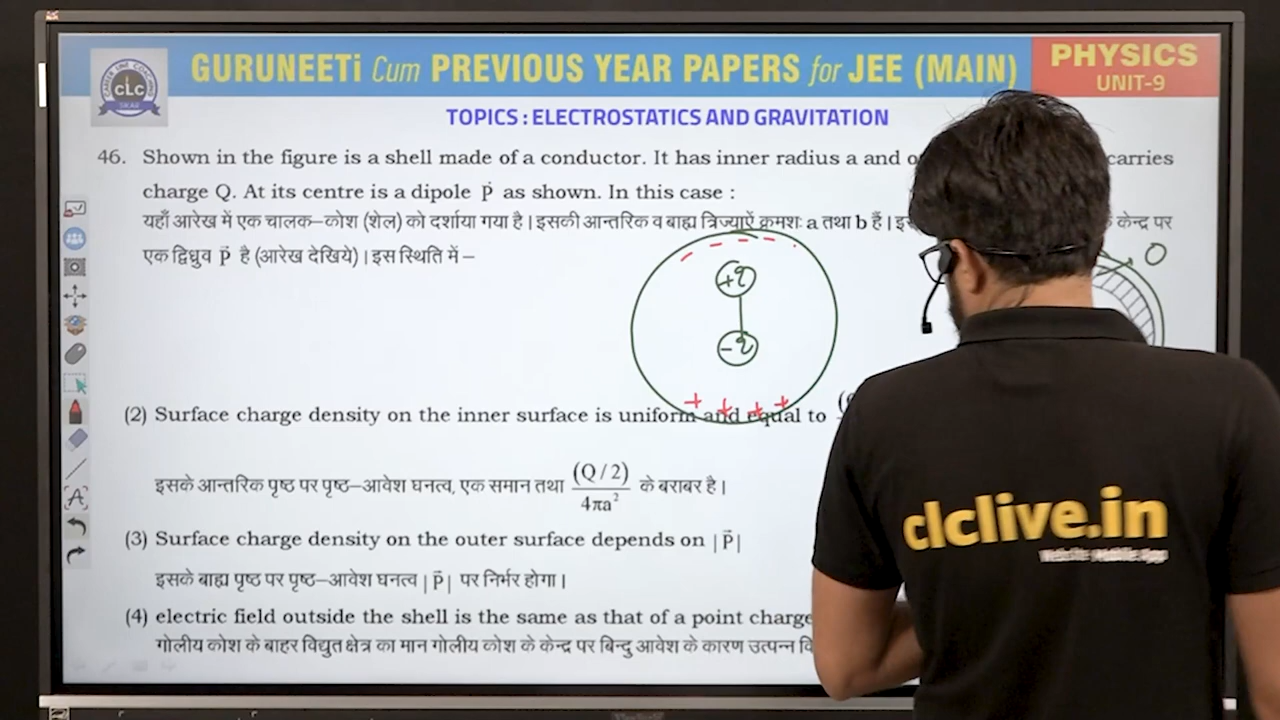 GURUNEETi Cum PREVIOUS YEAR PAPERS for JEE (MAIN)
PHYSICS
UNIT-9
CLC
SIKAR
TOPICS : ELECTROSTATICS AND GRAVITATION
46. Shown in the figure is a shell made of a conductor. It has inner radius a and carries
charge Q. At its centre is a dipole P⃗ as shown. In this case :
यहाँ आरेख में एक चालक–कोश (शेल) को दर्शाया गया है। इसकी आन्तरिक व बाह्य त्रिज्याऐं क्रमशः a तथा b हैं। के केन्द्र पर
एक द्विध्रुव P⃗ है (आरेख देखिये)। इस स्थिति में –
+q
-q
(2) Surface charge density on the inner surface is uniform and equal to
इसके आन्तरिक पृष्ठ पर पृष्ठ–आवेश घनत्व, एक समान तथा (Q/2)/4πa² के बराबर है।
(3) Surface charge density on the outer surface depends on |P⃗|
इसके बाह्य पृष्ठ पर पृष्ठ–आवेश घनत्व |P⃗| पर निर्भर होगा।
(4) electric field outside the shell is the same as that of a point charge
गोलीय कोश के बाहर विद्युत क्षेत्र का मान गोलीय कोश के केन्द्र पर बिन्दु आवेश के कारण उत्पन्न
clclive.in